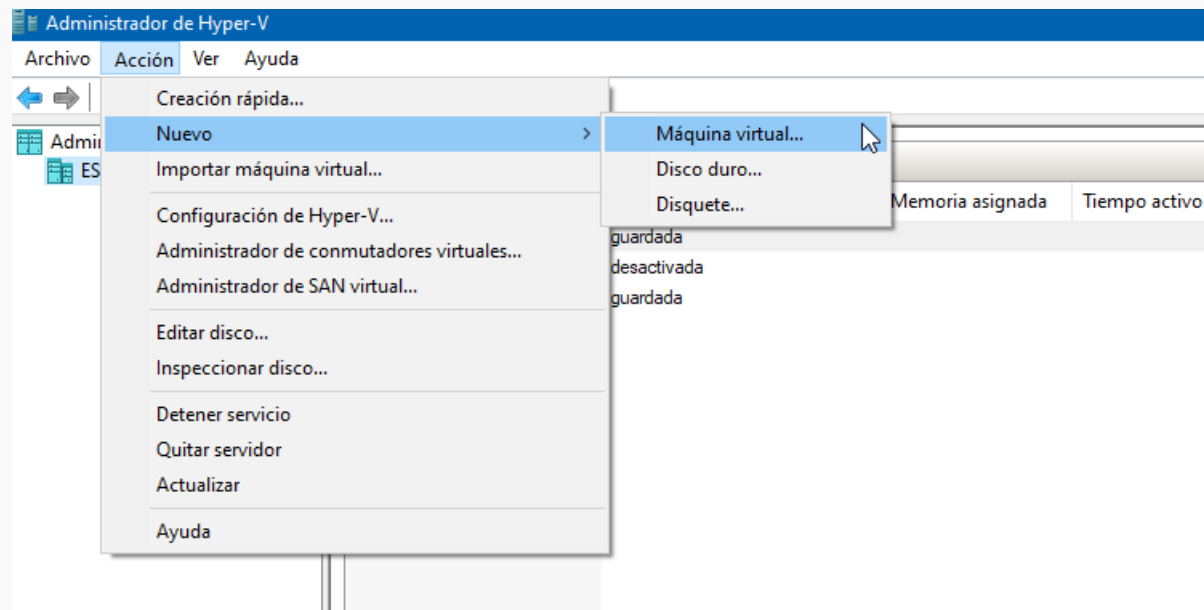 Administrador de Hyper-V
Archivo Acción Ver Ayuda
Creación rápida...
Nuevo
Importar máquina virtual...
Configuración de Hyper-V...
Administrador de conmutadores virtuales...
Administrador de SAN virtual...
Editar disco...
Inspeccionar disco...
Detener servicio
Quitar servidor
Actualizar
Ayuda
Máquina virtual...
Disco duro...
Disquete...
Admi
ES
Memoria asignada Tiempo activo
guardada
desactivada
guardada